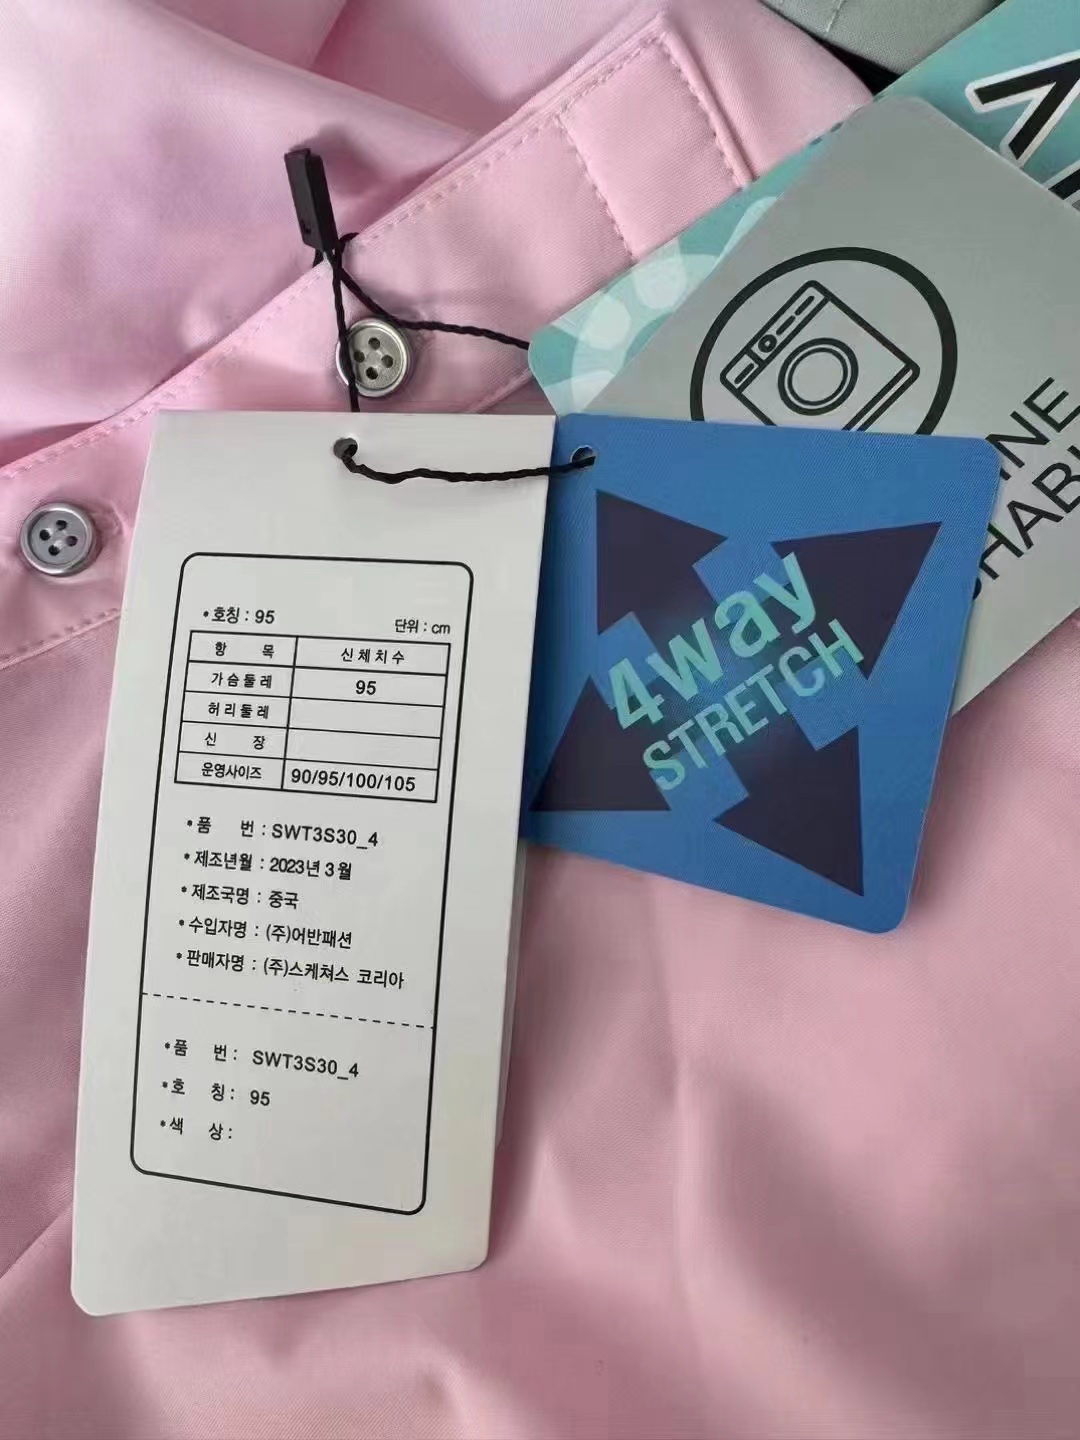 • 호칭 : 95
단위 : cm
항 목 신체치수
가슴둘레 95
허리둘레
신 장
운영사이즈 90/95/100/105
• 품 번 : SWT3S30_4
• 제조년월 : 2023년 3월
• 제조국명 : 중국
• 수입자명 : (주)어반패션
• 판매자명 : (주)스케쳐스 코리아
• 품 번 : SWT3S30_4
• 호 칭 : 95
• 색 상 :
4way
STRETCH
INE
HABL